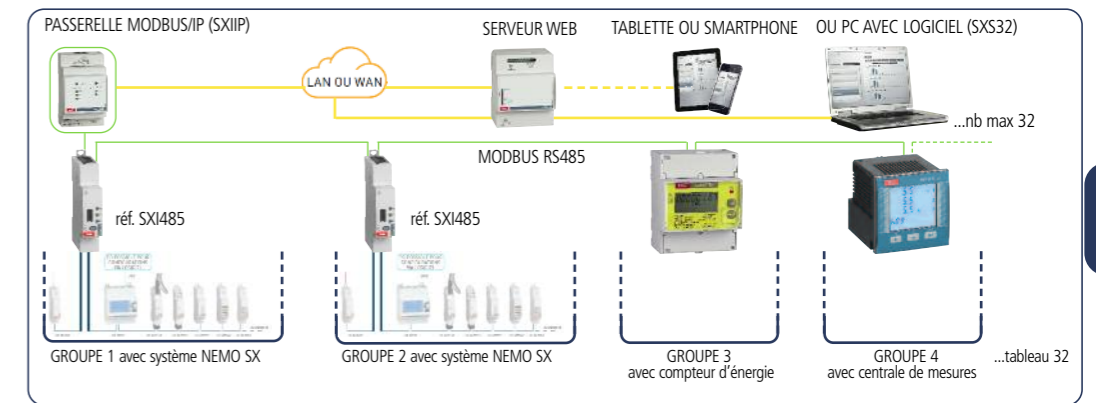 PASSERELLE MODBUS/IP (SXIIP)
SERVEUR WEB
TABLETTE OU SMARTPHONE
OU PC AVEC LOGICIEL (SXS32)
LAN OU WAN
...nb max 32
MODBUS RS485
réf. SXI485
réf. SXI485
GROUPE 1 avec système NEMO SX
GROUPE 2 avec système NEMO SX
GROUPE 3
avec compteur d'énergie
GROUPE 4
avec centrale de mesures
...tableau 32